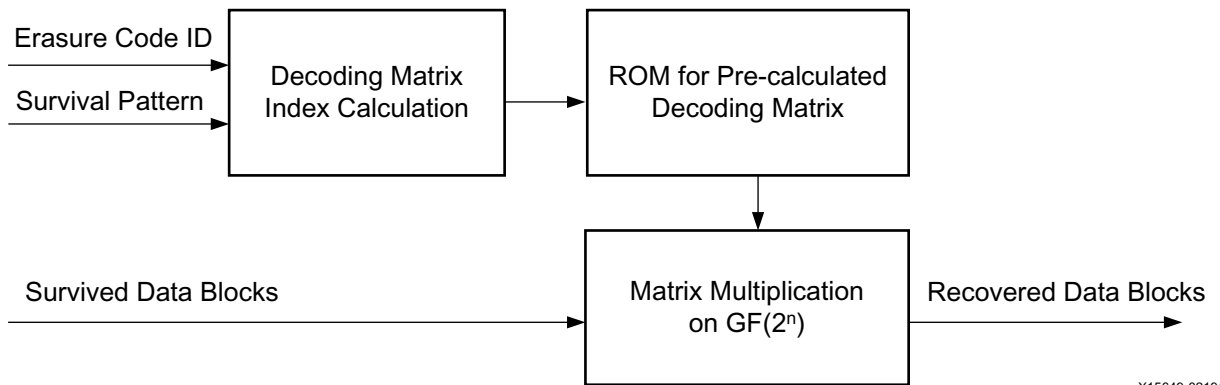 Erasure Code ID
Survival Pattern
Decoding Matrix
Index Calculation
ROM for Pre-calculated
Decoding Matrix
Survived Data Blocks
Matrix Multiplication
on GF(2ⁿ)
Recovered Data Blocks